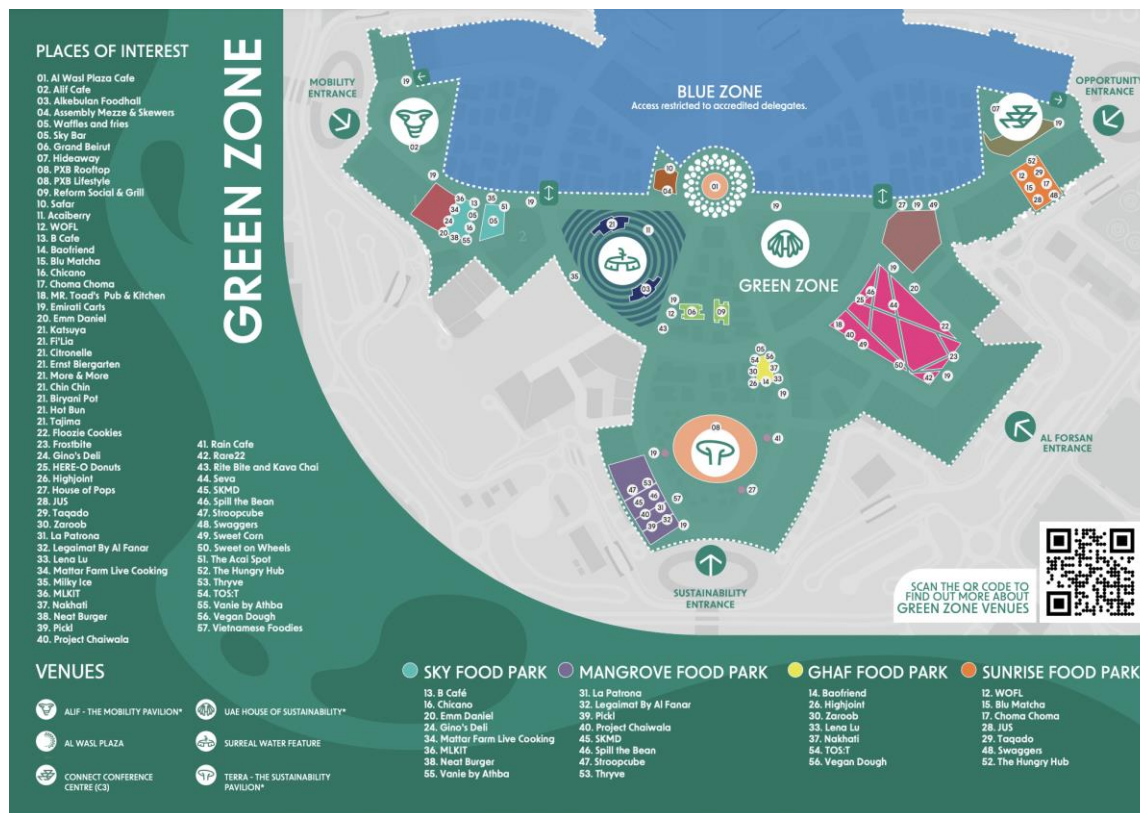 PLACES OF INTEREST
01. Al Wasl Plaza Cafe
02. Alif Cafe
03. Alkebulan Foodhall
04. Assembly Mezze & Skewers
05. Waffles and fries
05. Sky Bar
06. Grand Beirut
07. Hideaway
08. PXB Rooftop
08. PXB Lifestyle
09. Reform Social & Grill
10. Safar
11. Acaiberry
12. WOFL
13. B Cafe
14. Baofriend
15. Blu Matcha
16. Chicano
17. Choma Choma
18. MR. Toad's Pub & Kitchen
19. Emirati Carts
20. Emm Daniel
21. Katsuya
21. Fi'Lia
21. Citronelle
21. Ernst Biergarten
21. More & More
21. Chin Chin
21. Biryani Pot
21. Hot Bun
21. Tajima
22. Floozie Cookies
23. Frostbite
24. Gino's Deli
25. HERE-O Donuts
26. Highjoint
27. House of Pops
28. JUS
29. Taqado
30. Zaroob
31. La Patrona
32. Legaimat By Al Fanar
33. Lena Lu
34. Mattar Farm Live Cooking
35. Milky Ice
36. MLKIT
37. Nakhati
38. Neat Burger
39. Pickl
40. Project Chaiwala
41. Rain Cafe
42. Rare22
43. Rite Bite and Kava Chai
44. Seva
45. SKMD
46. Spill the Bean
47. Stroopcube
48. Swaggers
49. Sweet Corn
50. Sweet on Wheels
51. The Acai Spot
52. The Hungry Hub
53. Thryve
54. TOS:T
55. Vanie by Athba
56. Vegan Dough
57. Vietnamese Foodies
GREEN ZONE
MOBILITY
ENTRANCE
BLUE ZONE
Access restricted to accredited delegates.
OPPORTUNITY
ENTRANCE
GREEN ZONE
AL FORSAN
ENTRANCE
SUSTAINABILITY
ENTRANCE
SCAN THE QR CODE TO
FIND OUT MORE ABOUT
GREEN ZONE VENUES
VENUES
ALIF - THE MOBILITY PAVILION*
AL WASL PLAZA
CONNECT CONFERENCE
CENTRE (C3)
UAE HOUSE OF SUSTAINABILITY*
SURREAL WATER FEATURE
TERRA - THE SUSTAINABILITY
PAVILION*
SKY FOOD PARK
13. B Café
16. Chicano
20. Emm Daniel
24. Gino's Deli
34. Mattar Farm Live Cooking
36. MLKIT
38. Neat Burger
55. Vanie by Athba
MANGROVE FOOD PARK
31. La Patrona
32. Legaimat By Al Fanar
39. Pickl
40. Project Chaiwala
45. SKMD
46. Spill the Bean
47. Stroopcube
53. Thryve
GHAF FOOD PARK
14. Baofriend
26. Highjoint
30. Zaroob
33. Lena Lu
37. Nakhati
54. TOS:T
56. Vegan Dough
SUNRISE FOOD PARK
12. WOFL
15. Blu Matcha
17. Choma Choma
28. JUS
29. Taqado
48. Swaggers
52. The Hungry Hub